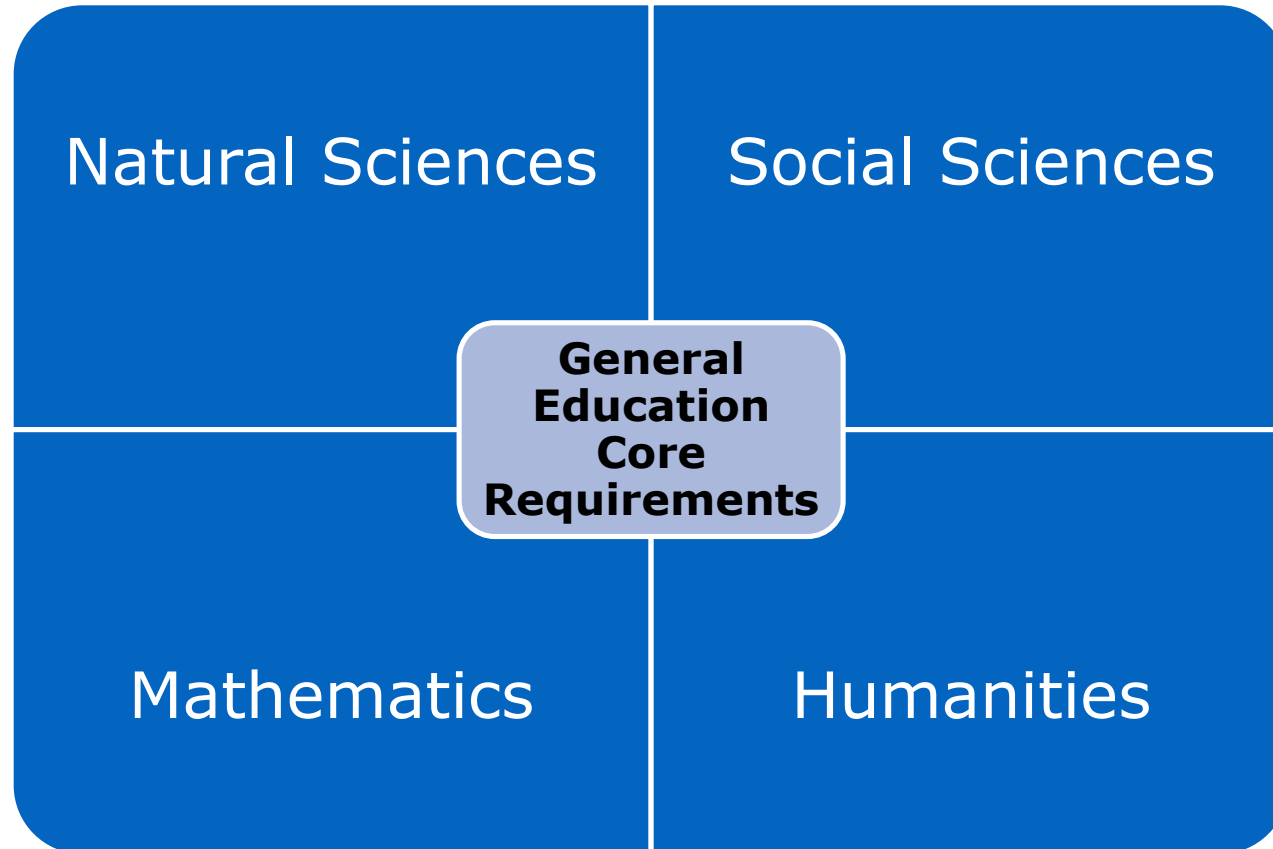 Natural Sciences
Social Sciences
General
Education
Core
Requirements
Mathematics
Humanities